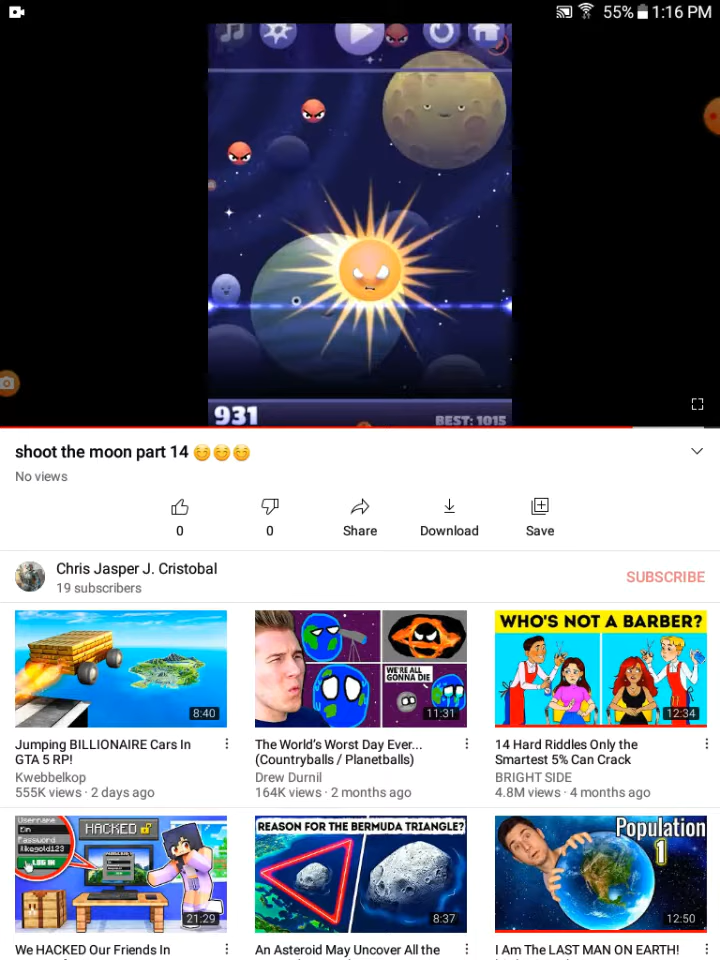 55% 1:16 PM
931
BEST: 1015
shoot the moon part 14 😊😊😊
No views
0
0
Share
Download
Save
Chris Jasper J. Cristobal
19 subscribers
SUBSCRIBE
8:40
WE'RE ALL
GONNA DIE
11:31
WHO'S NOT A BARBER?
12:34
Jumping BILLIONAIRE Cars In
GTA 5 RP!
Kwebbelkop
555K views · 2 days ago
The World's Worst Day Ever...
(Countryballs / Planetballs)
Drew Durnil
164K views · 2 months ago
14 Hard Riddles Only the
Smartest 5% Can Crack
BRIGHT SIDE
4.8M views · 4 months ago
Username
Ein
Password
likegold123
LOG IN
HACKED
21:29
REASON FOR THE BERMUDA TRIANGLE?
8:37
Population
1
12:50
We HACKED Our Friends In
An Asteroid May Uncover All the
I Am The LAST MAN ON EARTH!